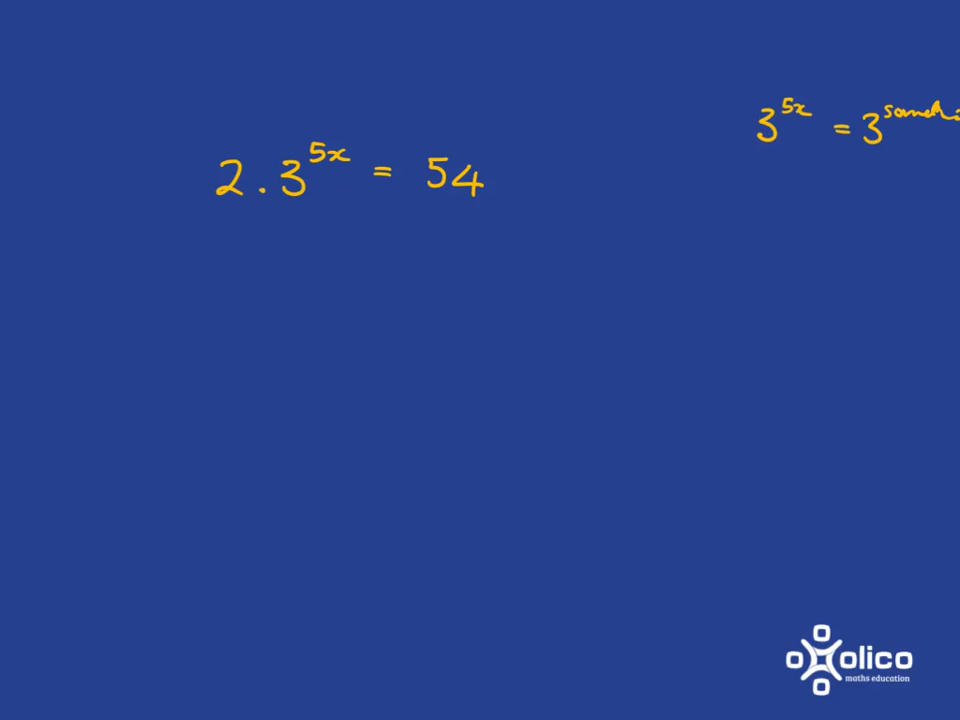 3^{5x} = 3
2 . 3^{5x} = 54
olico
maths education